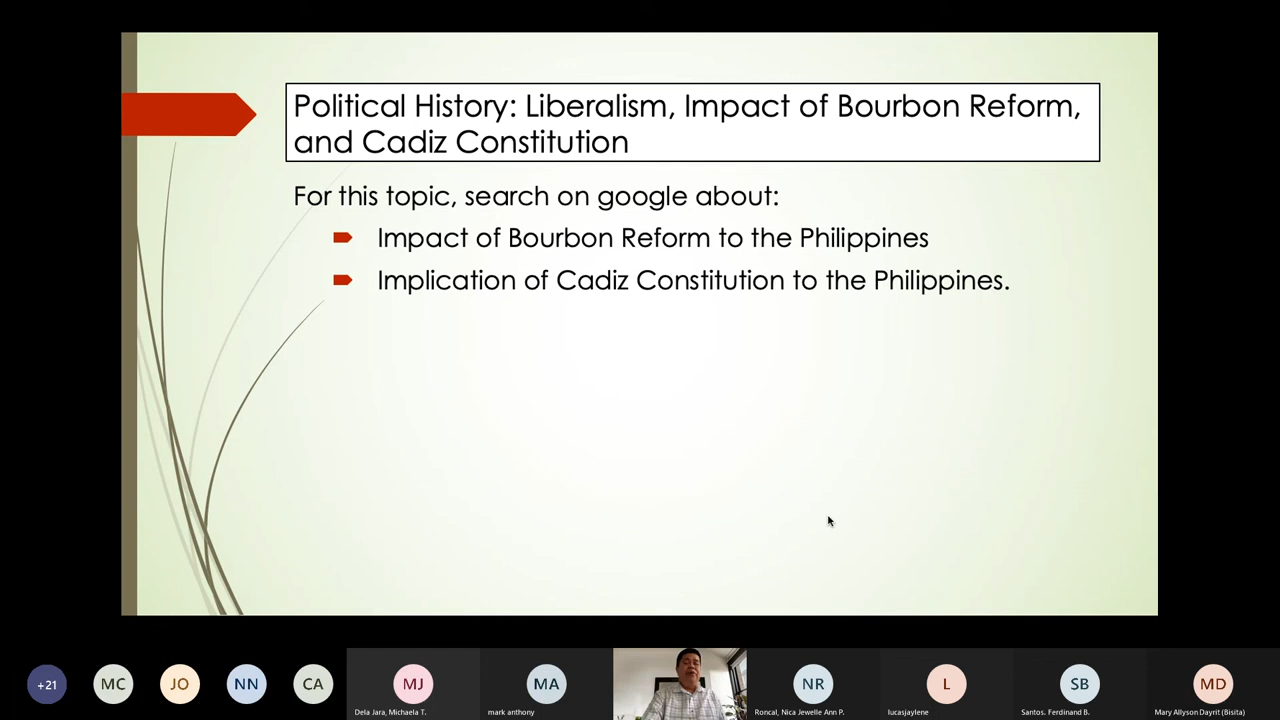 Political History: Liberalism, Impact of Bourbon Reform,
and Cadiz Constitution
For this topic, search on google about:
Impact of Bourbon Reform to the Philippines
Implication of Cadiz Constitution to the Philippines.
+21
MC
JO
NN
CA
MJ
MA
NR
L
SB
MD
Dela Jara, Michaela T.
mark anthony
Roncal, Nica Jewelle Ann P.
lucasjaylene
Santos. Ferdinand B.
Mary Allyson Dayrit (Bisita)